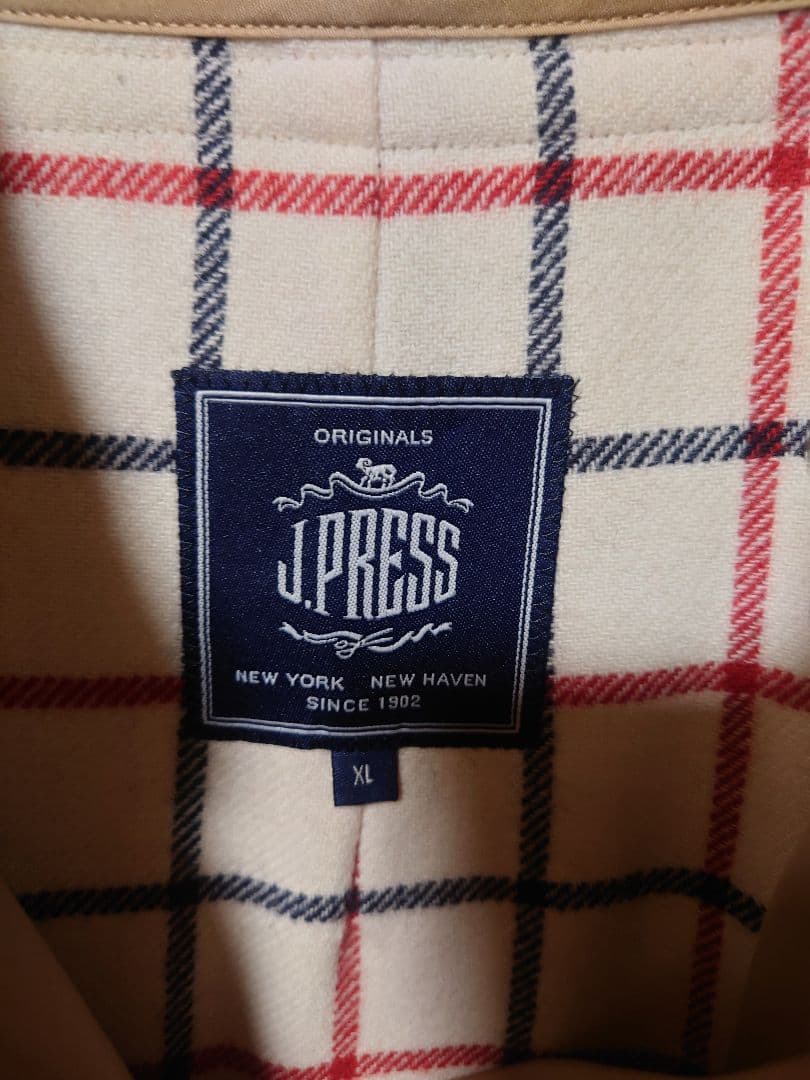 ORIGINALS
J.PRESS
NEW YORK NEW HAVEN
SINCE 1902
XL